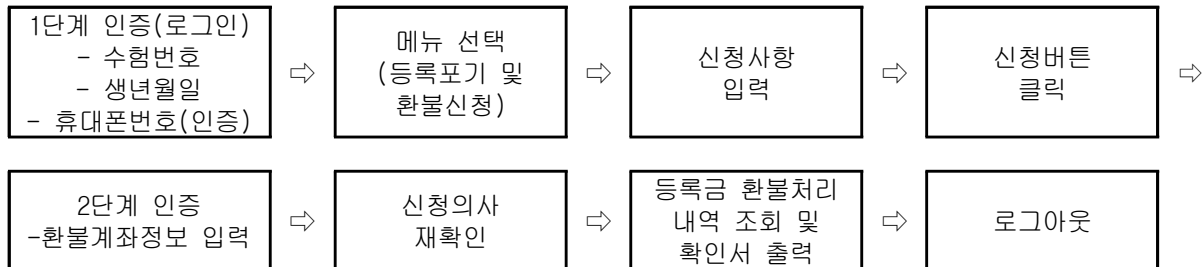 1단계 인증(로그인)
- 수험번호
- 생년월일
- 휴대폰번호(인증)
⇨
메뉴 선택
(등록포기 및
환불신청)
⇨
신청사항
입력
⇨
신청버튼
클릭
⇨
2단계 인증
-환불계좌정보 입력
⇨
신청의사
재확인
⇨
등록금 환불처리
내역 조회 및
확인서 출력
⇨
로그아웃